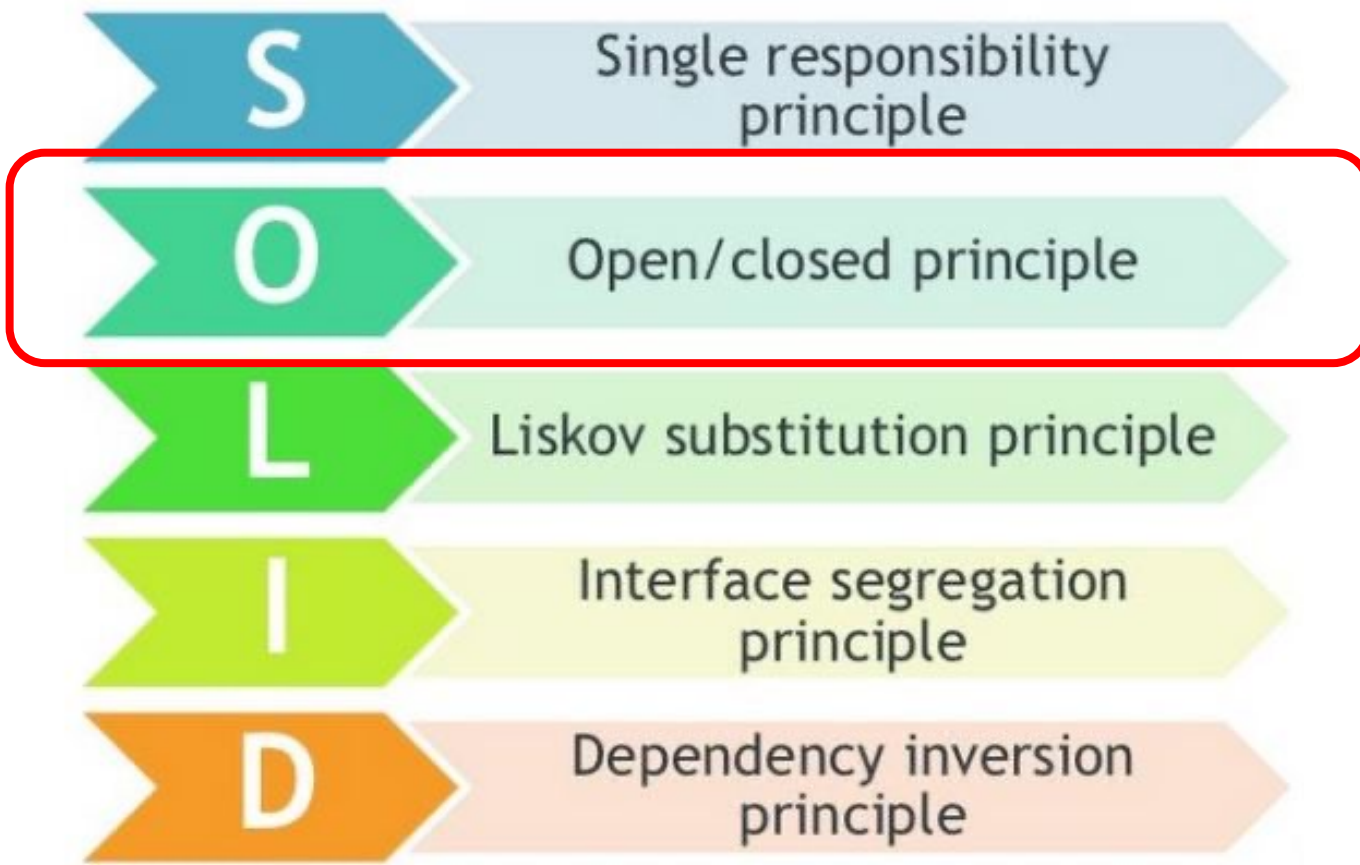 S
Single responsibility
principle
O
Open/closed principle
L
Liskov substitution principle
I
Interface segregation
principle
D
Dependency inversion
principle